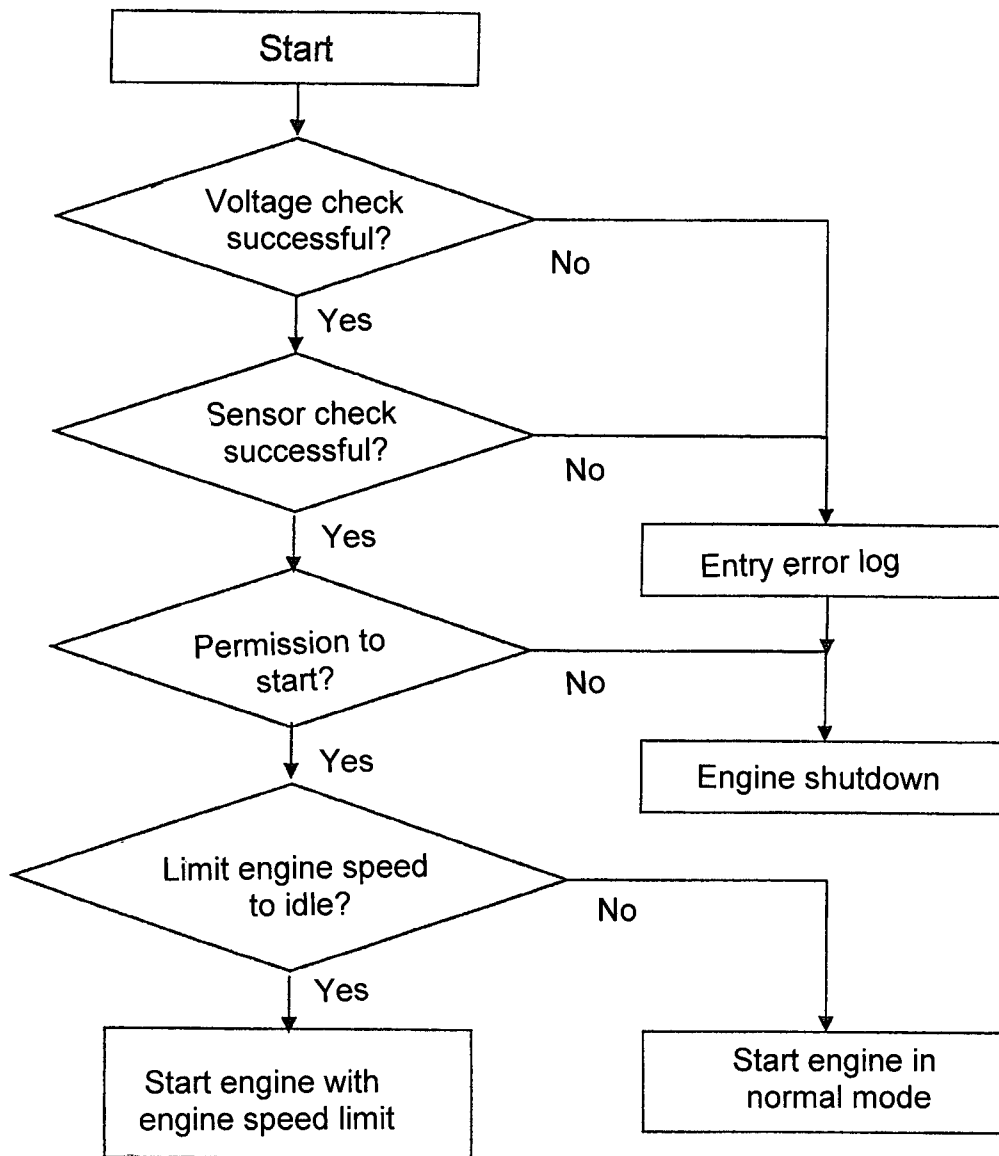 Start
Voltage check
successful?
No
Yes
Sensor check
successful?
No
Yes
Entry error log
Permission to
start?
No
Yes
Engine shutdown
Limit engine speed
to idle?
No
Yes
Start engine with
engine speed limit
Start engine in
normal mode